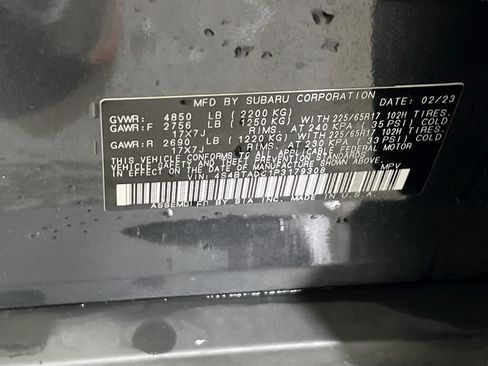 MFD BY SUBARU CORPORATION DATE: 02/23
GVWR: 4850 LB (2200 KG)
GAWR:F 2756 LB (1250 KG) WITH 225/65R17 102H TIRES.
17X7J RIMS. AT 240 KPA (35 PSI) COLD
GAWR:R 2690 LB (1220 KG) WITH 225/65R17 102H TIRES.
17X7J RIMS. AT 230 KPA (33 PSI) COLD
THIS VEHICLE CONFORMS TO ALL APPLICABLE FEDERAL MOTOR
VEHICLE SAFETY, BUMPER, AND THEFT PREVENTION STANDARDS
IN EFFECT ON THE DATE OF MANUFACTURE SHOWN ABOVE.
VIN: 4S4BTADC1P3179308 MPV
ASSEMBLED BY SIA INC. MADE IN U.S.A.